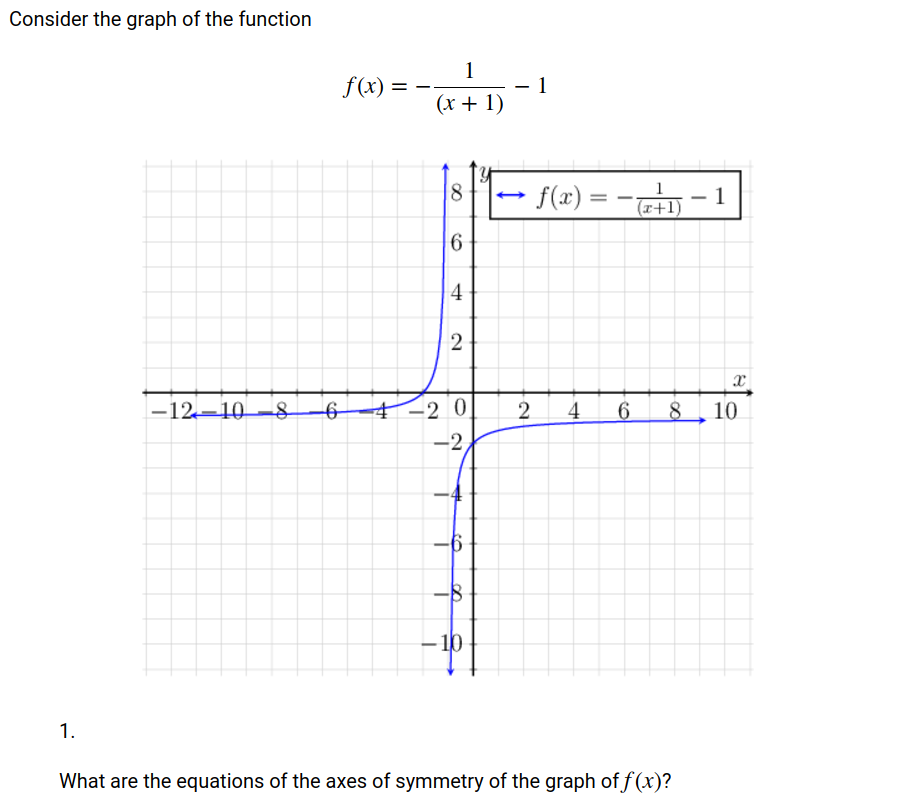 Consider the graph of the function
f(x) = − 1/(x + 1) − 1
y
8
↔ f(x) = − 1/(x+1) − 1
6
4
2
x
−12 −10 −8 −6 −4 −2 0 2 4 6 8 10
−2
−4
−6
−8
−10
1.
What are the equations of the axes of symmetry of the graph of f(x)?